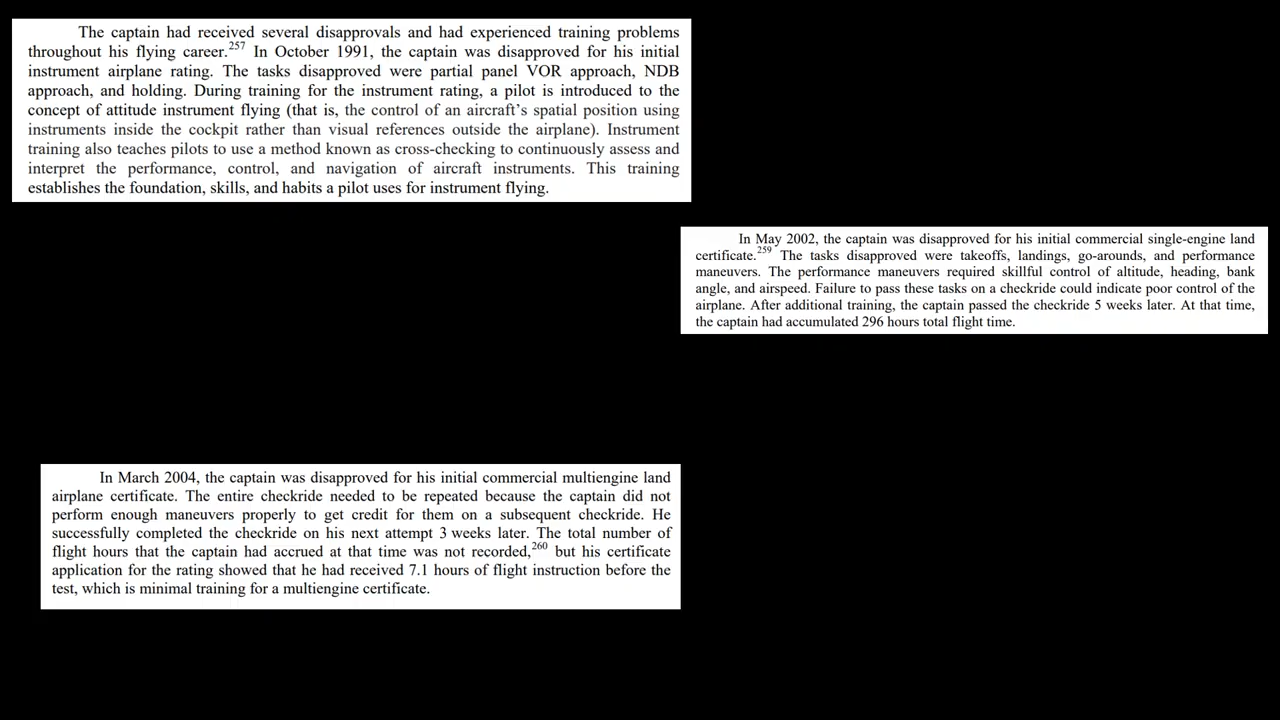 The captain had received several disapprovals and had experienced training problems
throughout his flying career.257 In October 1991, the captain was disapproved for his initial
instrument airplane rating. The tasks disapproved were partial panel VOR approach, NDB
approach, and holding. During training for the instrument rating, a pilot is introduced to the
concept of attitude instrument flying (that is, the control of an aircraft's spatial position using
instruments inside the cockpit rather than visual references outside the airplane). Instrument
training also teaches pilots to use a method known as cross-checking to continuously assess and
interpret the performance, control, and navigation of aircraft instruments. This training
establishes the foundation, skills, and habits a pilot uses for instrument flying.
In May 2002, the captain was disapproved for his initial commercial single-engine land
certificate.259 The tasks disapproved were takeoffs, landings, go-arounds, and performance
maneuvers. The performance maneuvers required skillful control of altitude, heading, bank
angle, and airspeed. Failure to pass these tasks on a checkride could indicate poor control of the
airplane. After additional training, the captain passed the checkride 5 weeks later. At that time,
the captain had accumulated 296 hours total flight time.
In March 2004, the captain was disapproved for his initial commercial multiengine land
airplane certificate. The entire checkride needed to be repeated because the captain did not
perform enough maneuvers properly to get credit for them on a subsequent checkride. He
successfully completed the checkride on his next attempt 3 weeks later. The total number of
flight hours that the captain had accrued at that time was not recorded,260 but his certificate
application for the rating showed that he had received 7.1 hours of flight instruction before the
test, which is minimal training for a multiengine certificate.